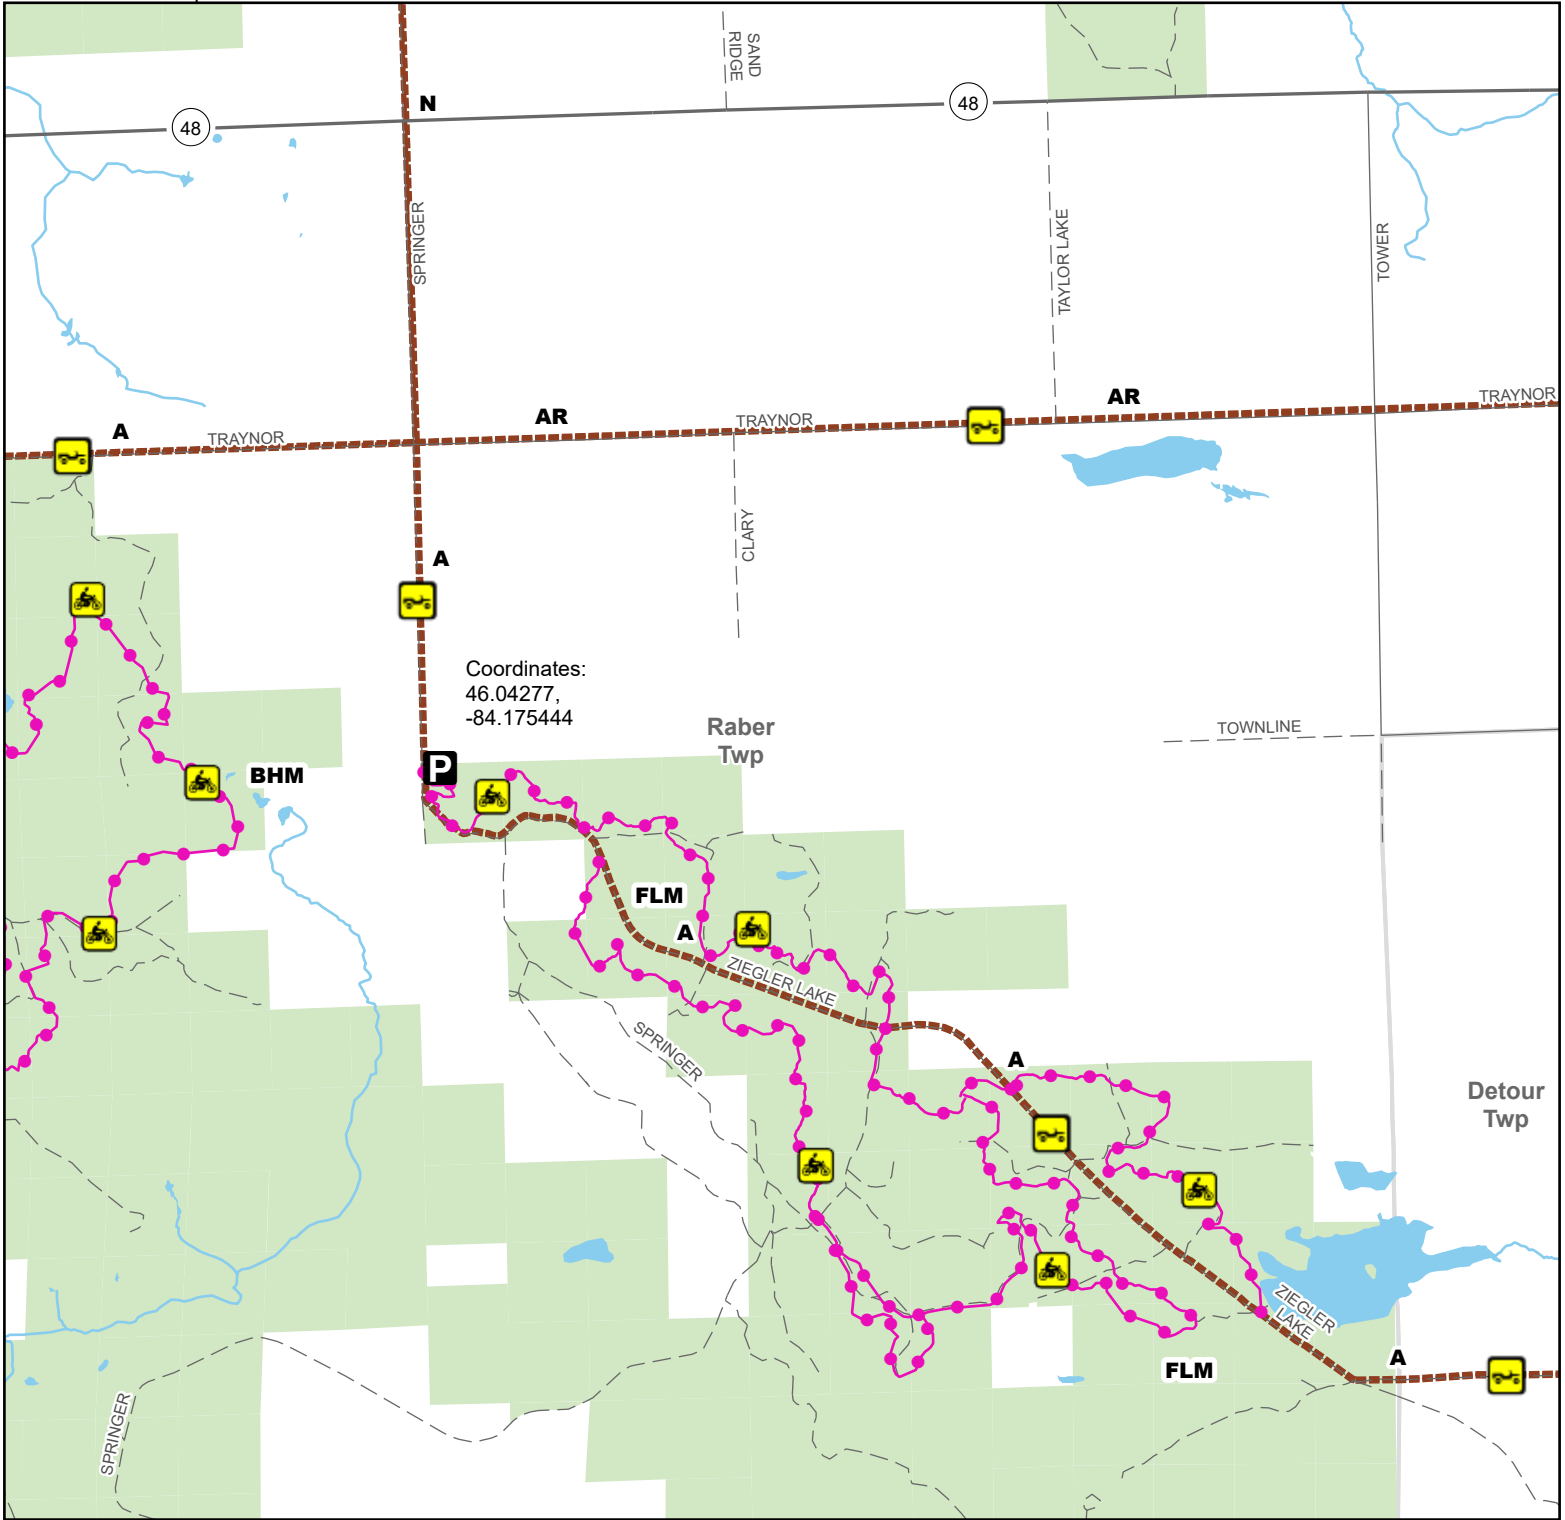 SAND
RIDGE
N
48
48
SPRINGER
TAYLOR LAKE
TOWER
A
TRAYNOR
AR
TRAYNOR
AR
TRAYNOR
CLARY
A
Coordinates:
46.04277,
-84.175444
Raber
Twp
TOWNLINE
P
BHM
FLM
A
ZIEGLER LAKE
SPRINGER
A
Detour
Twp
ZIEGLER
LAKE
A
FLM
SPRINGER